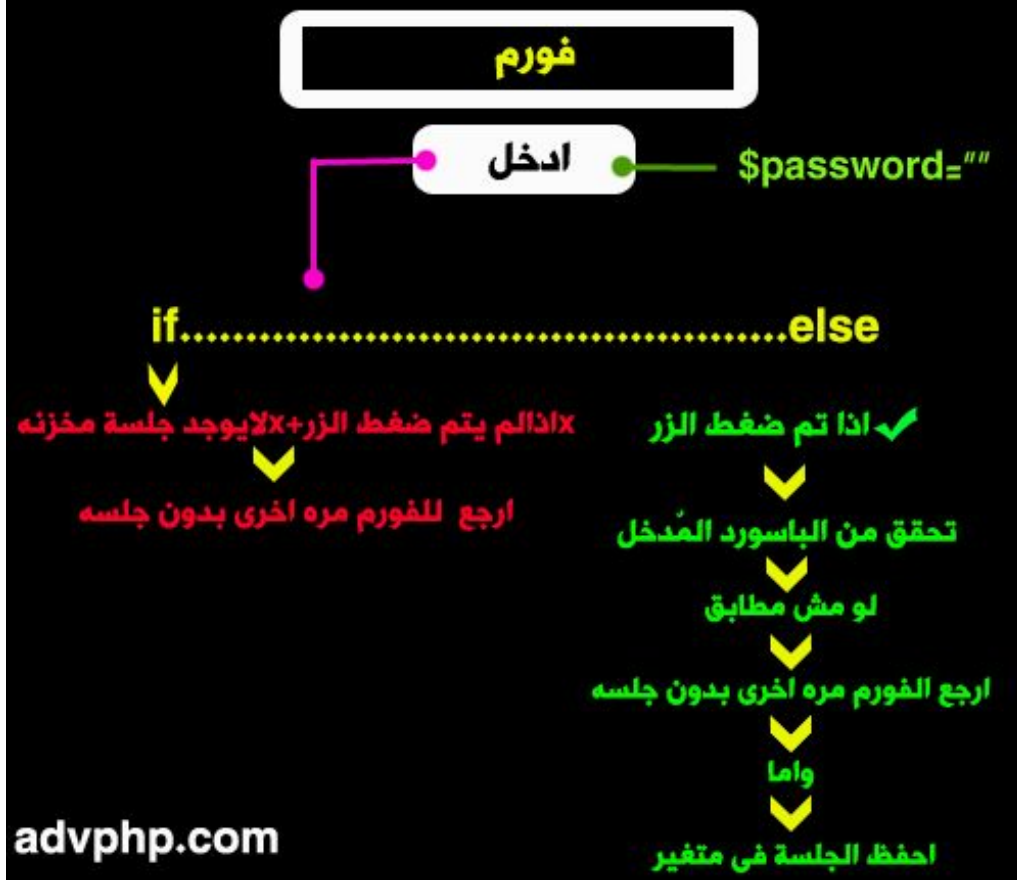 فورم
ادخل
$password=""
if...............................................else
xاذالم يتم ضغط الزر+xلايوجد جلسة مخزنه
ارجع للفورم مره اخرى بدون جلسه
اذا تم ضغط الزر
تحقق من الباسورد المُدخل
لو مش مطابق
ارجع الفورم مره اخرى بدون جلسه
واما
احفظ الجلسة فى متغير
advphp.com